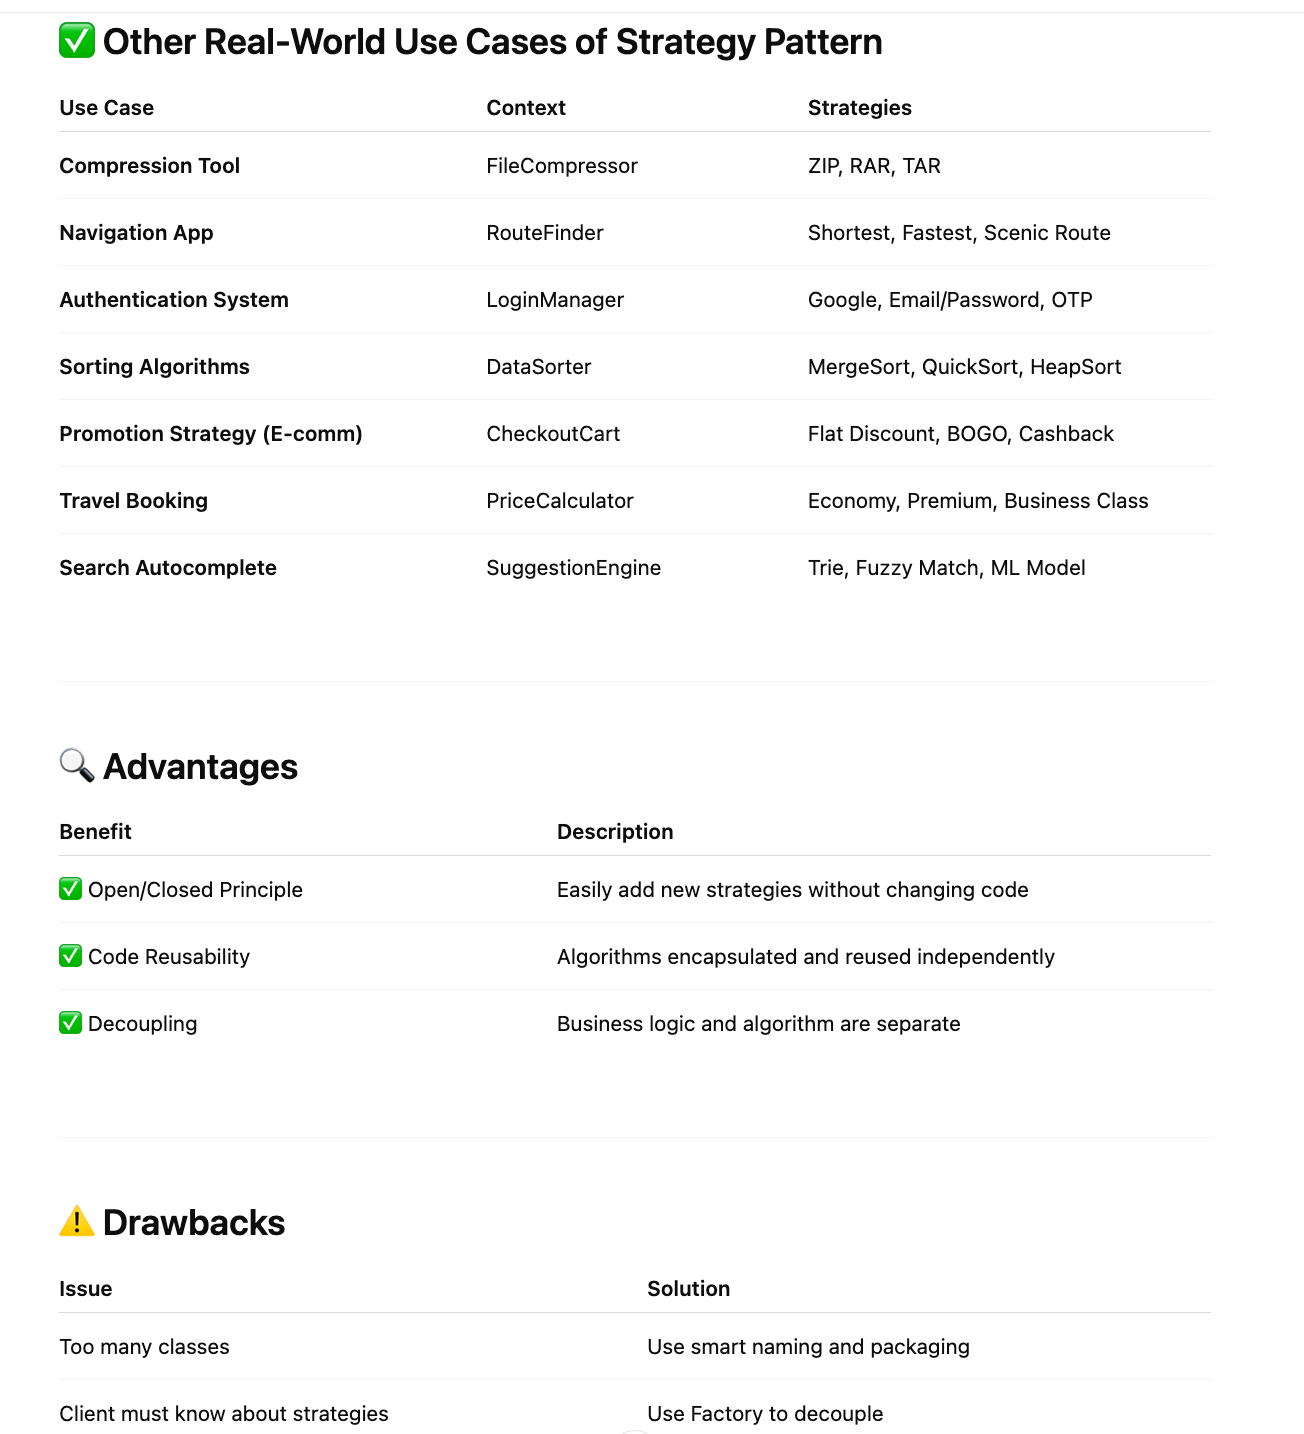 ✅ Other Real-World Use Cases of Strategy Pattern
Use Case Context Strategies
Compression Tool FileCompressor ZIP, RAR, TAR
Navigation App RouteFinder Shortest, Fastest, Scenic Route
Authentication System LoginManager Google, Email/Password, OTP
Sorting Algorithms DataSorter MergeSort, QuickSort, HeapSort
Promotion Strategy (E-comm) CheckoutCart Flat Discount, BOGO, Cashback
Travel Booking PriceCalculator Economy, Premium, Business Class
Search Autocomplete SuggestionEngine Trie, Fuzzy Match, ML Model
🔍 Advantages
Benefit Description
✅ Open/Closed Principle Easily add new strategies without changing code
✅ Code Reusability Algorithms encapsulated and reused independently
✅ Decoupling Business logic and algorithm are separate
⚠️ Drawbacks
Issue Solution
Too many classes Use smart naming and packaging
Client must know about strategies Use Factory to decouple